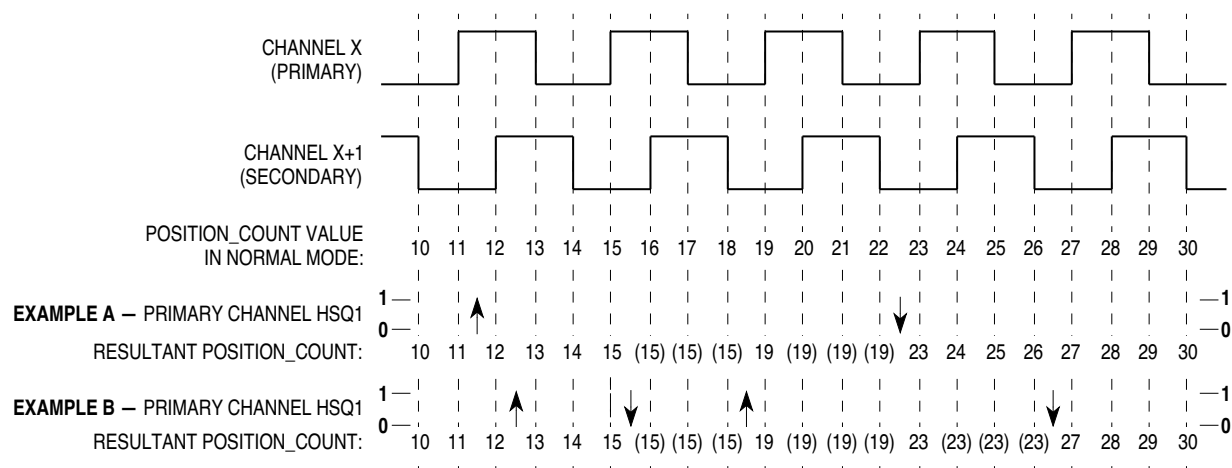 CHANNEL X
(PRIMARY)
CHANNEL X+1
(SECONDARY)
POSITION_COUNT VALUE
IN NORMAL MODE:
10 11 12 13 14 15 16 17 18 19 20 21 22 23 24 25 26 27 28 29 30
EXAMPLE A — PRIMARY CHANNEL HSQ1
1 — — 1
0 — — 0
RESULTANT POSITION_COUNT: 10 11 12 13 14 15 (15) (15) (15) 19 (19) (19) (19) 23 24 25 26 27 28 29 30
EXAMPLE B — PRIMARY CHANNEL HSQ1
1 — — 1
0 — — 0
RESULTANT POSITION_COUNT: 10 11 12 13 14 15 (15) (15) (15) 19 (19) (19) (19) 23 (23) (23) (23) 27 28 29 30